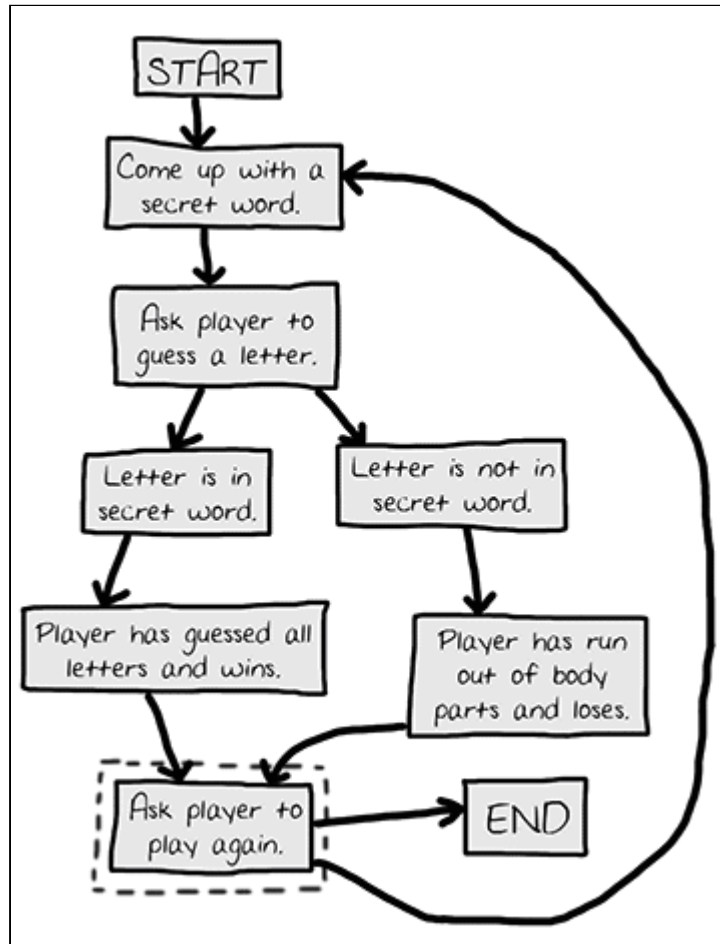 START
Come up with a
secret word.
Ask player to
guess a letter.
Letter is in
secret word.
Letter is not in
secret word.
Player has guessed all
letters and wins.
Player has run
out of body
parts and loses.
Ask player to
play again.
END